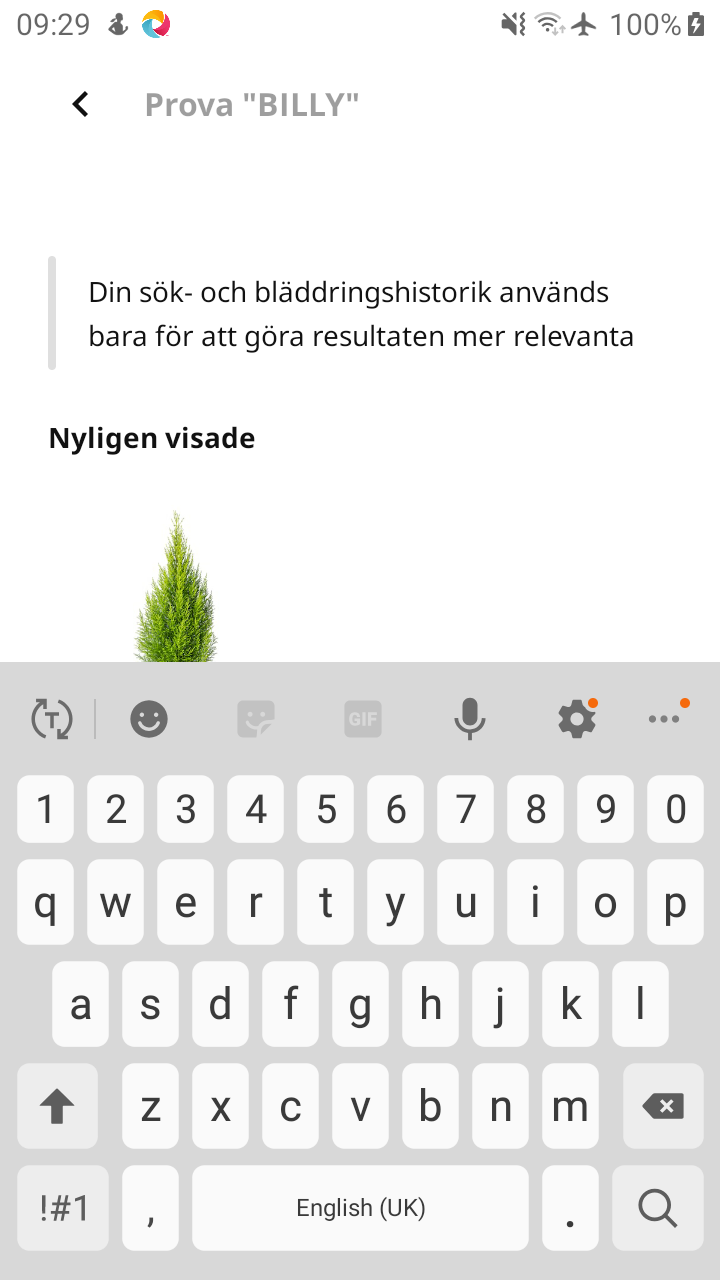 09:29
100%
Prova "BILLY"
Din sök- och bläddringshistorik används
bara för att göra resultaten mer relevanta
Nyligen visade
T
GIF
1 2 3 4 5 6 7 8 9 0
q w e r t y u i o p
a s d f g h j k l
z x c v b n m
!#1 , English (UK) .